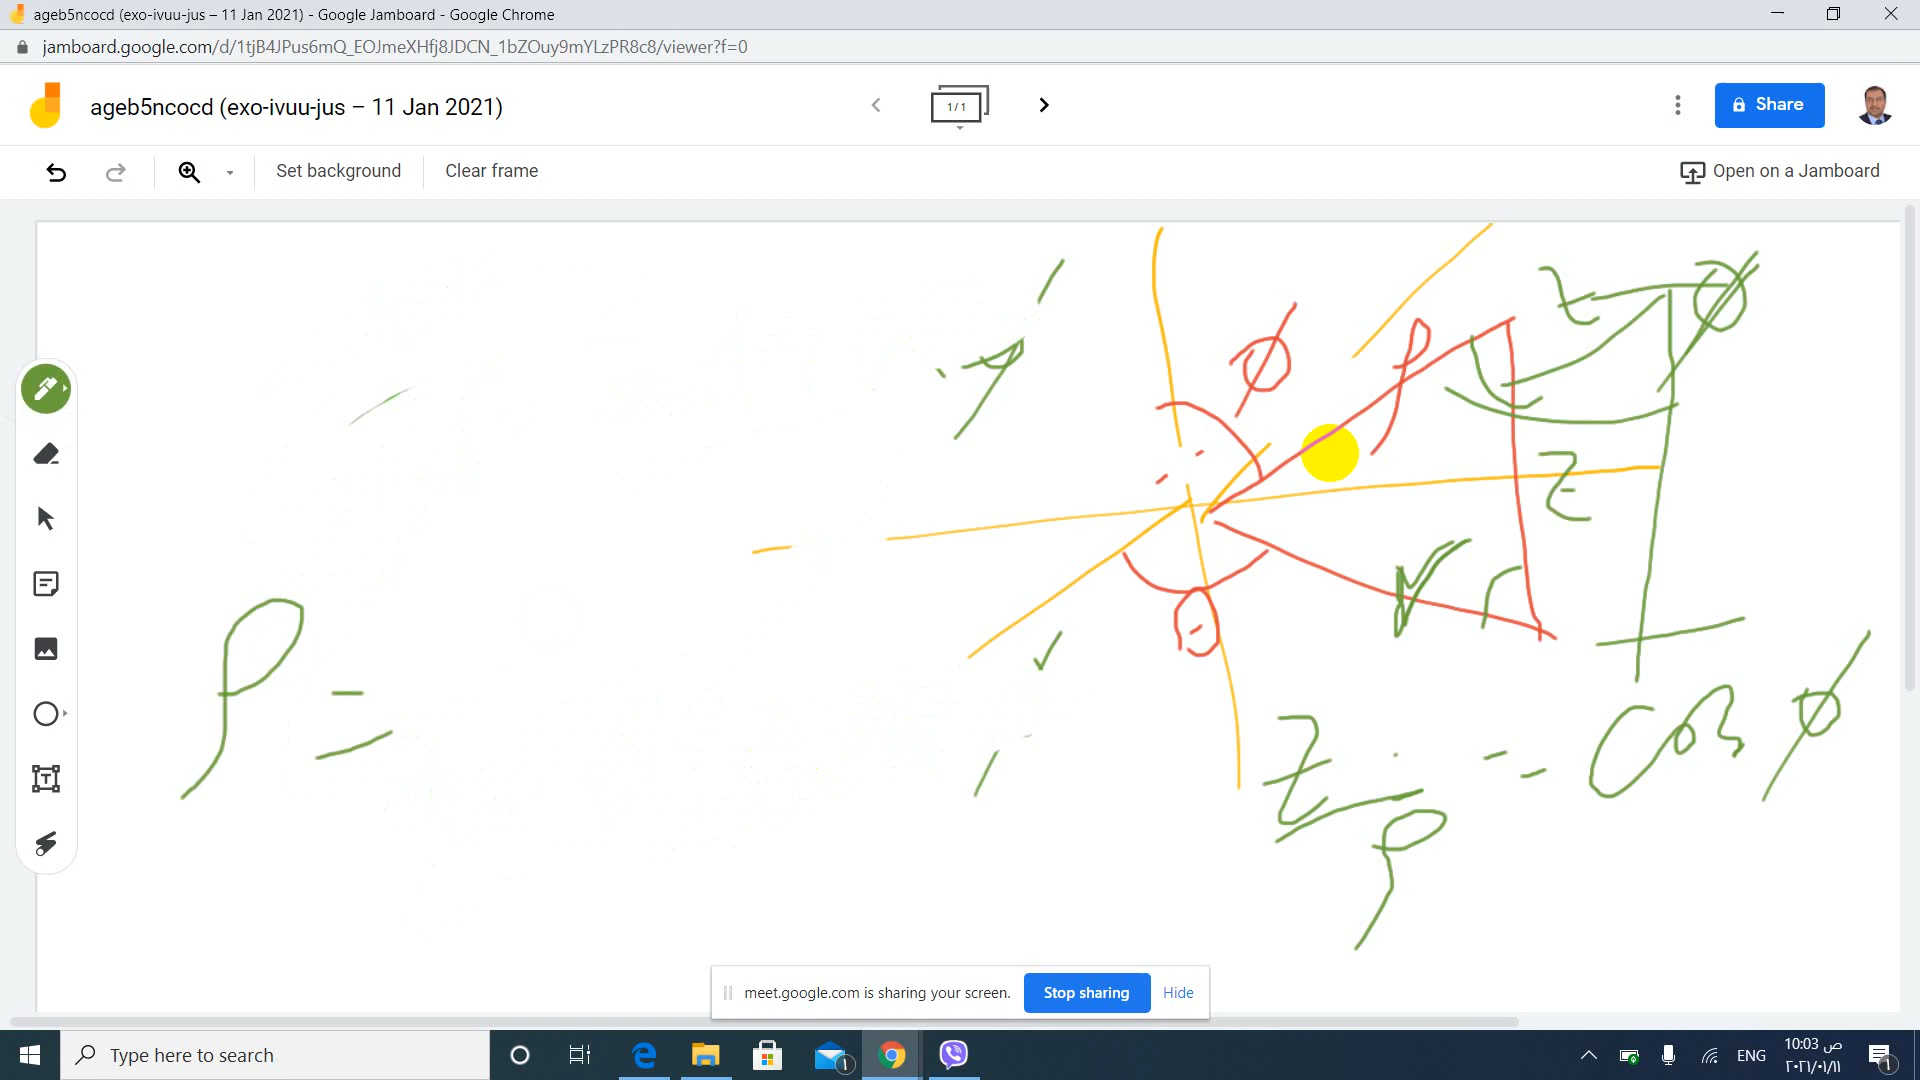 ageb5ncocd (exo-ivuu-jus – 11 Jan 2021) - Google Jamboard - Google Chrome
jamboard.google.com/d/1tjB4JPus6mQ_EOJmeXHfj8JDCN_1bZOuy9mYLzPR8c8/viewer?f=0
ageb5ncocd (exo-ivuu-jus – 11 Jan 2021)
1/1
Share
Set background
Clear frame
Open on a Jamboard
Z
φ
φ
ρ
Z
r
θ
ρ =
Z/ρ = cos φ
meet.google.com is sharing your screen.
Stop sharing
Hide
Type here to search
١
ENG
10:03 ص
٢٠٢١/٠١/١١
١